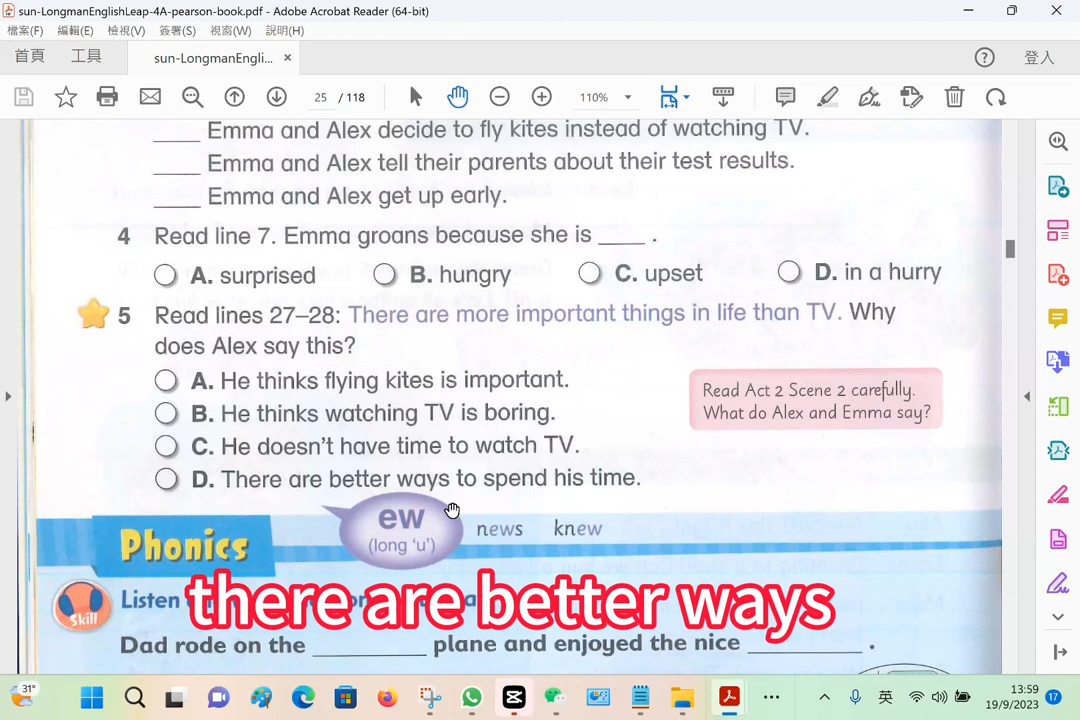 sun-LongmanEnglishLeap-4A-pearson-book.pdf - Adobe Acrobat Reader (64-bit)
檔案(F) 編輯(E) 檢視(V) 簽署(S) 視窗(W) 說明(H)
首頁 工具 sun-LongmanEngli... × 登入
25 / 118 110%
____ Emma and Alex decide to fly kites instead of watching TV.
____ Emma and Alex tell their parents about their test results.
____ Emma and Alex get up early.
4 Read line 7. Emma groans because she is ____ .
A. surprised B. hungry C. upset D. in a hurry
5 Read lines 27–28: There are more important things in life than TV. Why
does Alex say this?
A. He thinks flying kites is important.
B. He thinks watching TV is boring.
C. He doesn't have time to watch TV.
D. There are better ways to spend his time.
Read Act 2 Scene 2 carefully.
What do Alex and Emma say?
Phonics
ew
(long 'u')
news knew
Skill
Listen
there are better ways
Dad rode on the ________ plane and enjoyed the nice ________ .
31°
英
13:59
19/9/2023
17